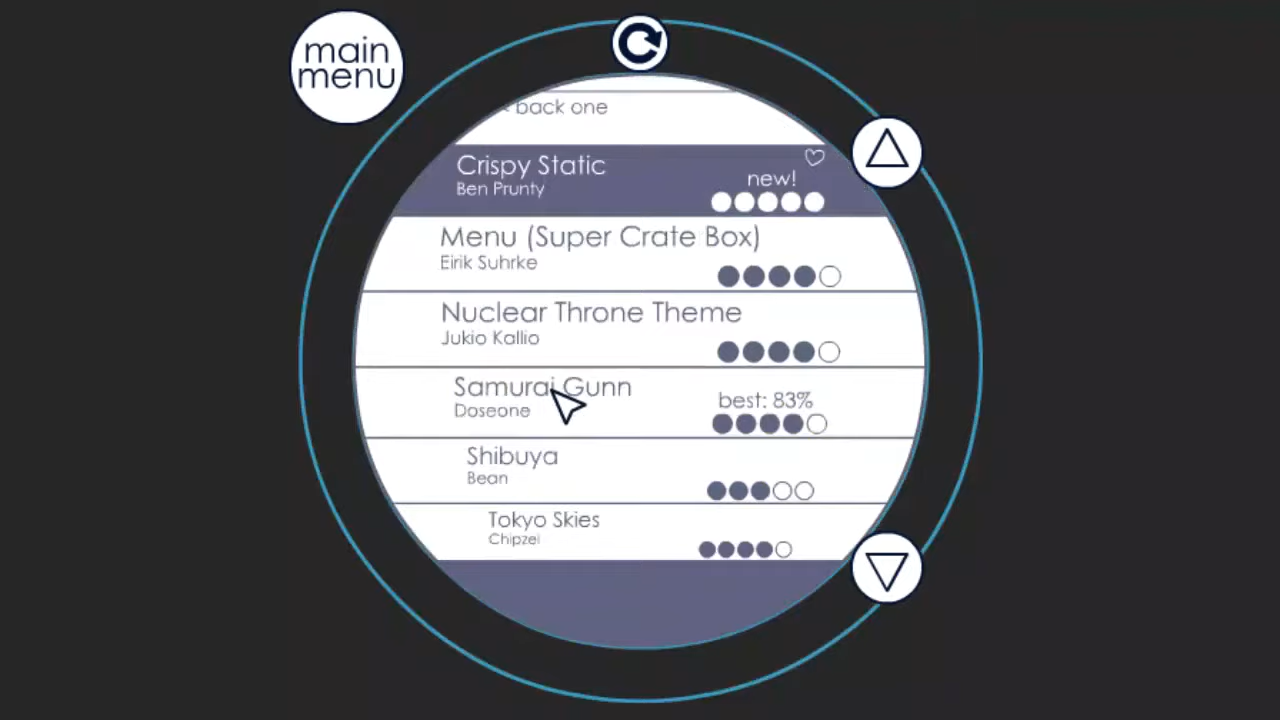 main
menu
back one
Crispy Static
Ben Prunty
new!
Menu (Super Crate Box)
Eirik Suhrke
Nuclear Throne Theme
Jukio Kallio
Samurai Gunn
Doseone
best: 83%
Shibuya
Bean
Tokyo Skies
Chipzel